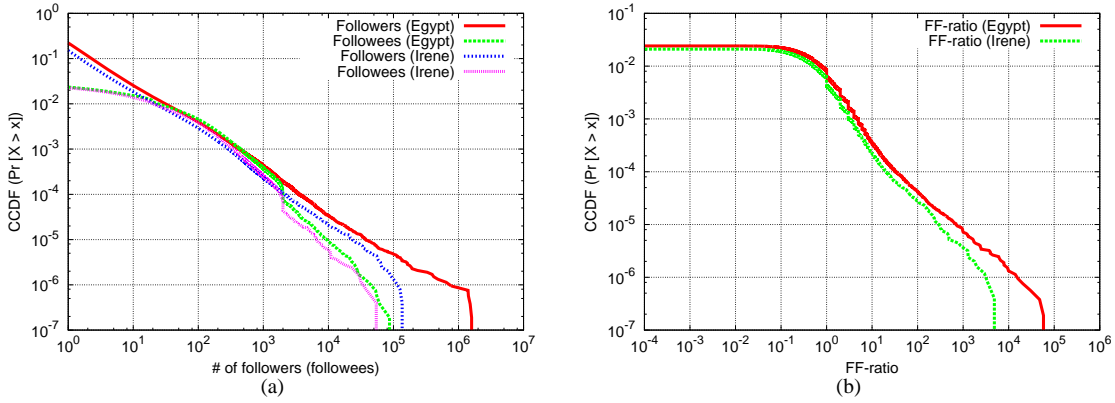 10^0
10^-1
10^-2
10^-3
10^-4
10^-5
10^-6
10^-7
CCDF (Pr [X > x])
Followers (Egypt)
Followees (Egypt)
Followers (Irene)
Followees (Irene)
10^0 10^1 10^2 10^3 10^4 10^5 10^6 10^7
# of followers (followees)
(a)
10^-1
10^-2
10^-3
10^-4
10^-5
10^-6
10^-7
CCDF (Pr [X > x])
FF-ratio (Egypt)
FF-ratio (Irene)
10^-4 10^-3 10^-2 10^-1 10^0 10^1 10^2 10^3 10^4 10^5 10^6
FF-ratio
(b)